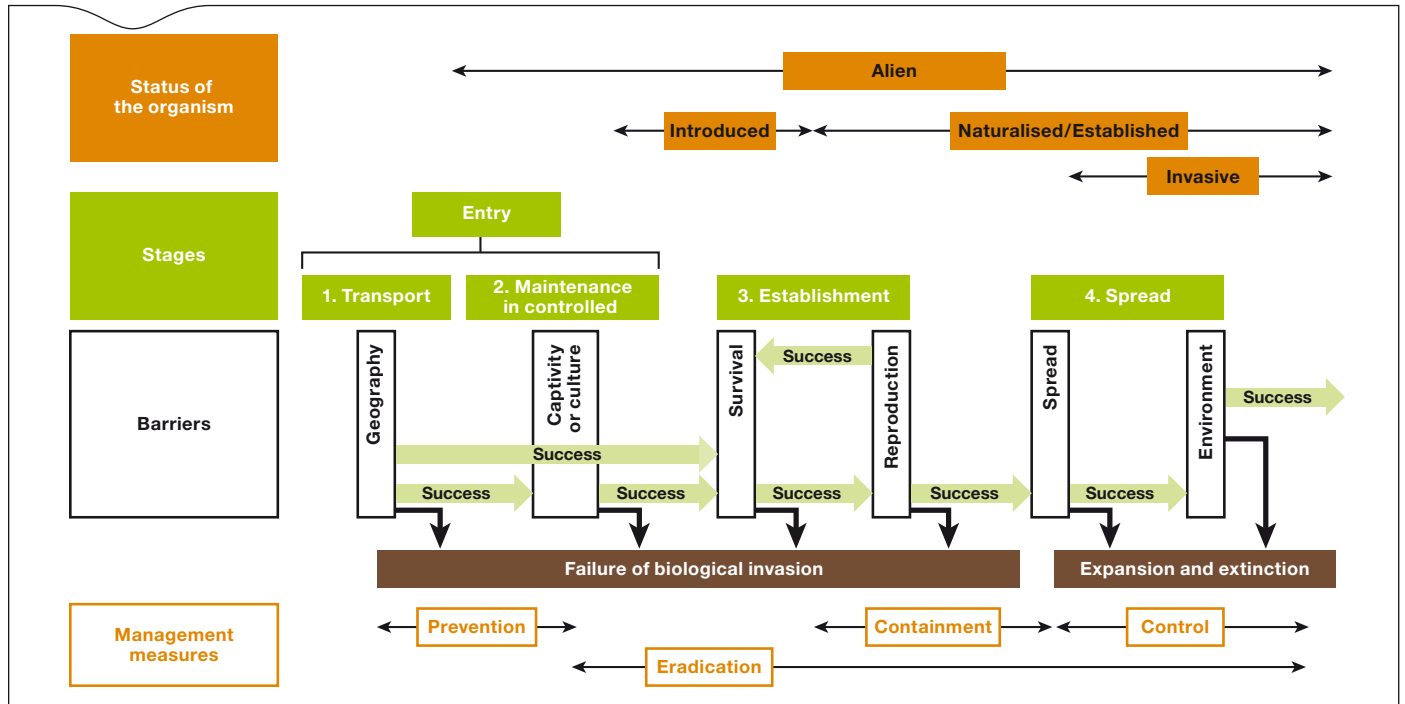 Status of
the organism
Alien
Introduced
Naturalised/Established
Invasive
Stages
Entry
1. Transport
2. Maintenance
in controlled
3. Establishment
4. Spread
Barriers
Geography
Captivity
or culture
Survival
Reproduction
Spread
Environment
Success
Success
Success
Success
Success
Success
Success
Success
Failure of biological invasion
Expansion and extinction
Management
measures
Prevention
Containment
Control
Eradication